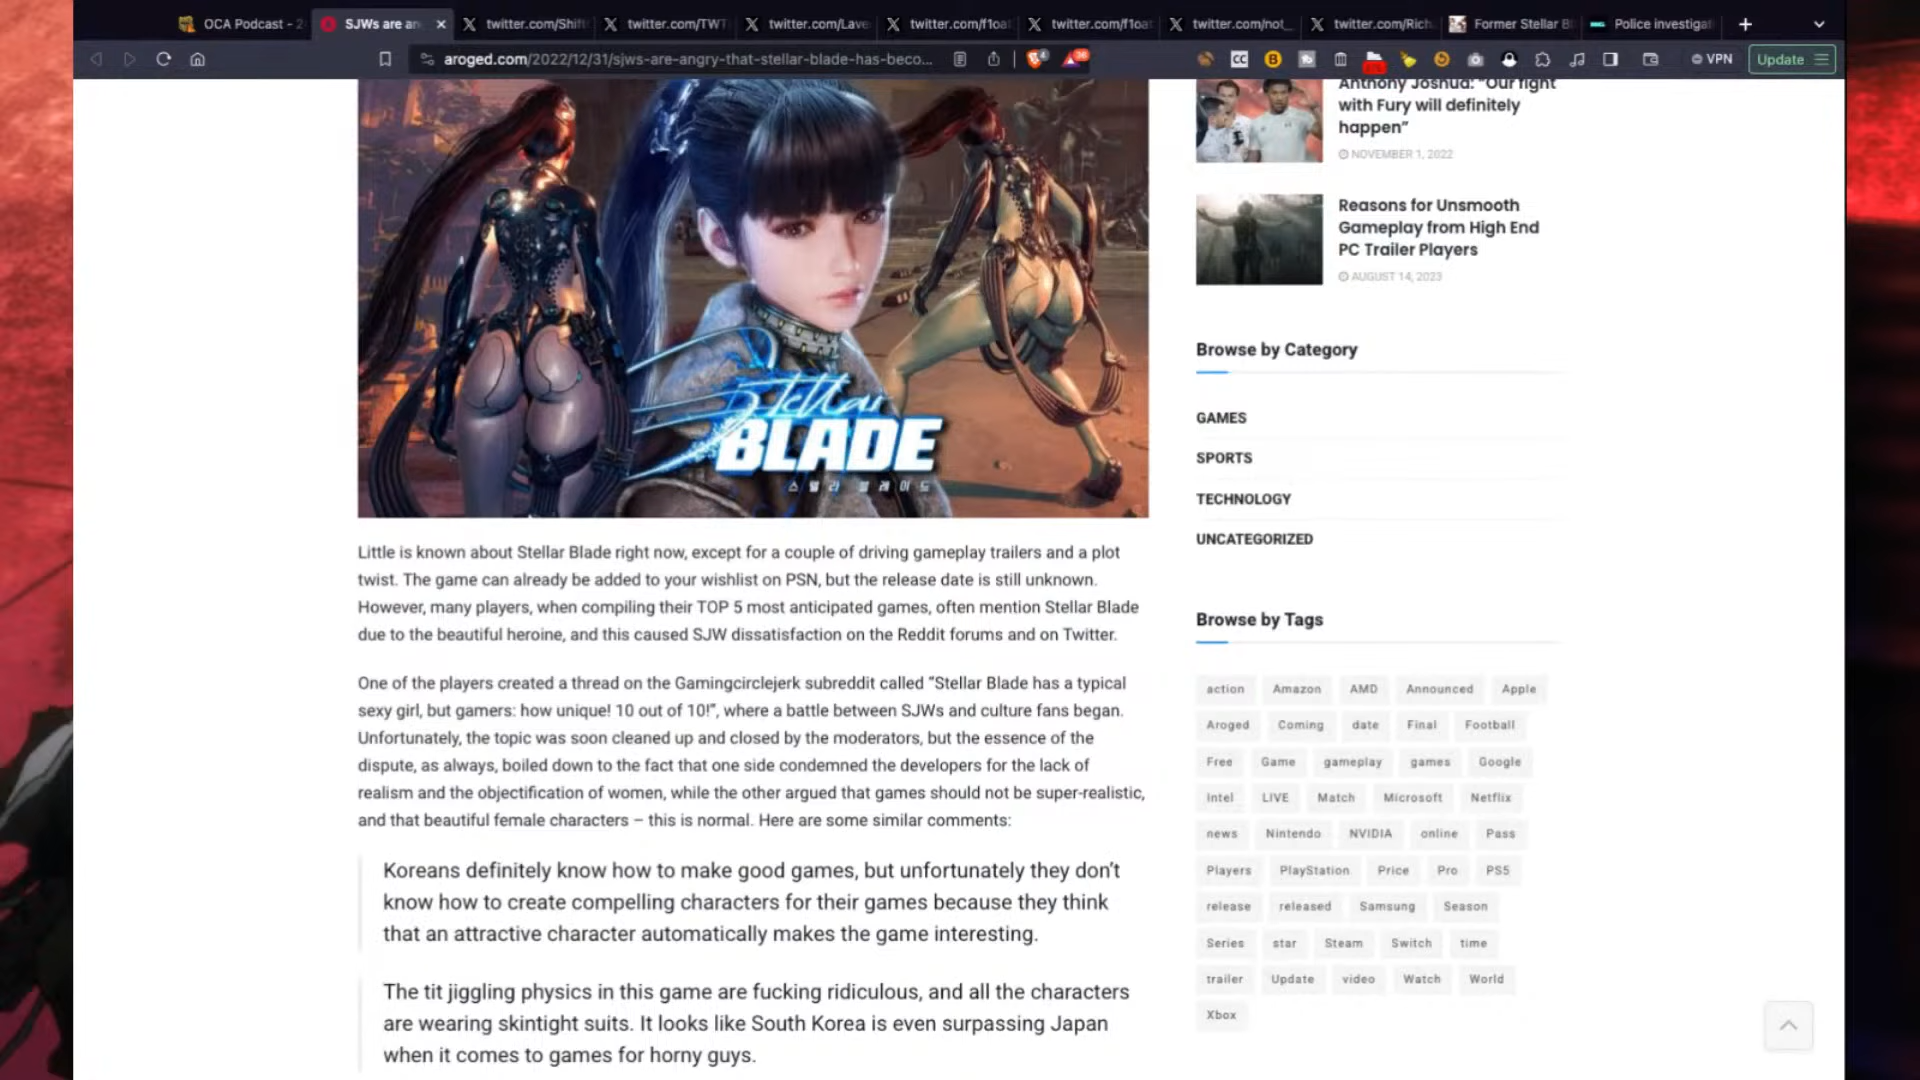 OCA Podcast - 2
SJWs are an
twitter.com/Shift
twitter.com/TWT
twitter.com/Lave
twitter.com/f1oa
twitter.com/f1oa
twitter.com/not_
twitter.com/Rich
Former Stellar Bl
Police investigat
aroged.com/2022/12/31/sjws-are-angry-that-stellar-blade-has-beco...
VPN
Update
Stellar
BLADE
스텔라 블레이드
Little is known about Stellar Blade right now, except for a couple of driving gameplay trailers and a plot
twist. The game can already be added to your wishlist on PSN, but the release date is still unknown.
However, many players, when compiling their TOP 5 most anticipated games, often mention Stellar Blade
due to the beautiful heroine, and this caused SJW dissatisfaction on the Reddit forums and on Twitter.
One of the players created a thread on the Gamingcirclejerk subreddit called “Stellar Blade has a typical
sexy girl, but gamers: how unique! 10 out of 10!”, where a battle between SJWs and culture fans began.
Unfortunately, the topic was soon cleaned up and closed by the moderators, but the essence of the
dispute, as always, boiled down to the fact that one side condemned the developers for the lack of
realism and the objectification of women, while the other argued that games should not be super-realistic,
and that beautiful female characters – this is normal. Here are some similar comments:
Koreans definitely know how to make good games, but unfortunately they don’t
know how to create compelling characters for their games because they think
that an attractive character automatically makes the game interesting.
The tit jiggling physics in this game are fucking ridiculous, and all the characters
are wearing skintight suits. It looks like South Korea is even surpassing Japan
when it comes to games for horny guys.
Anthony Joshua: “Our fight
with Fury will definitely
happen”
NOVEMBER 1, 2022
Reasons for Unsmooth
Gameplay from High End
PC Trailer Players
AUGUST 14, 2023
Browse by Category
GAMES
SPORTS
TECHNOLOGY
UNCATEGORIZED
Browse by Tags
action Amazon AMD Announced Apple
Aroged Coming date Final Football
Free Game gameplay games Google
Intel LIVE Match Microsoft Netflix
news Nintendo NVIDIA online Pass
Players PlayStation Price Pro PS5
release released Samsung Season
Series star Steam Switch time
trailer Update video Watch World
Xbox